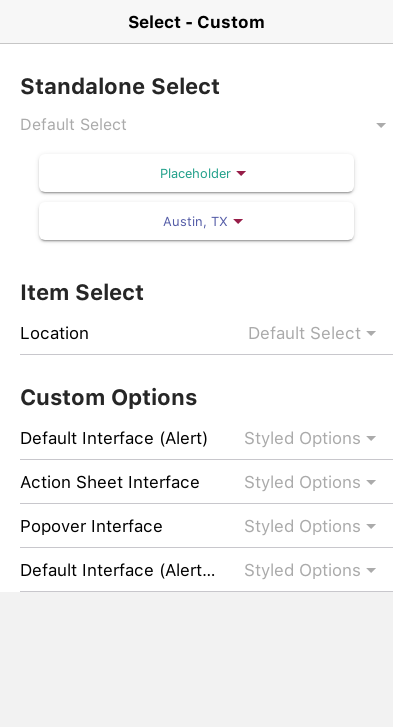 Select - Custom
Standalone Select
Default Select
Placeholder
Austin, TX
Item Select
Location Default Select
Custom Options
Default Interface (Alert) Styled Options
Action Sheet Interface Styled Options
Popover Interface Styled Options
Default Interface (Alert... Styled Options